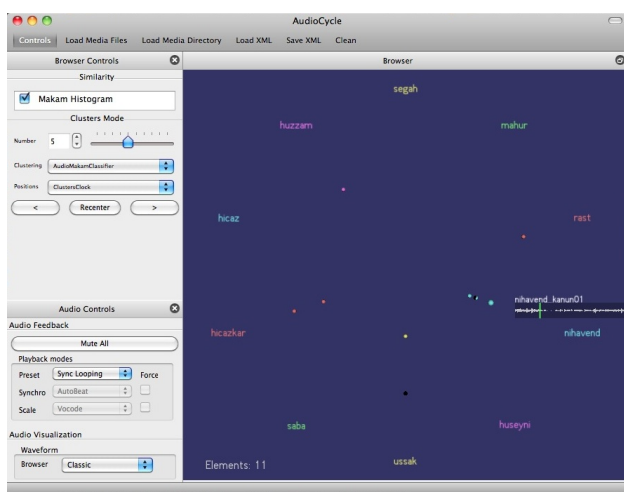 AudioCycle
Controls Load Media Files Load Media Directory Load XML Save XML Clean
Browser Controls
Similarity
Makam Histogram
Clusters Mode
Number 5
Clustering AudioMakamClassifier
Positions ClustersClock
< Recenter >
Audio Controls
Audio Feedback
Mute All
Playback modes
Preset Sync Looping Force
Synchro AutoBeat
Scale Vocode
Audio Visualization
Waveform
Browser Classic
Browser
segah
huzzam mahur
hicaz rast
nihavend_kanun01
hicazkar nihavend
saba huseyni
Elements: 11 ussak